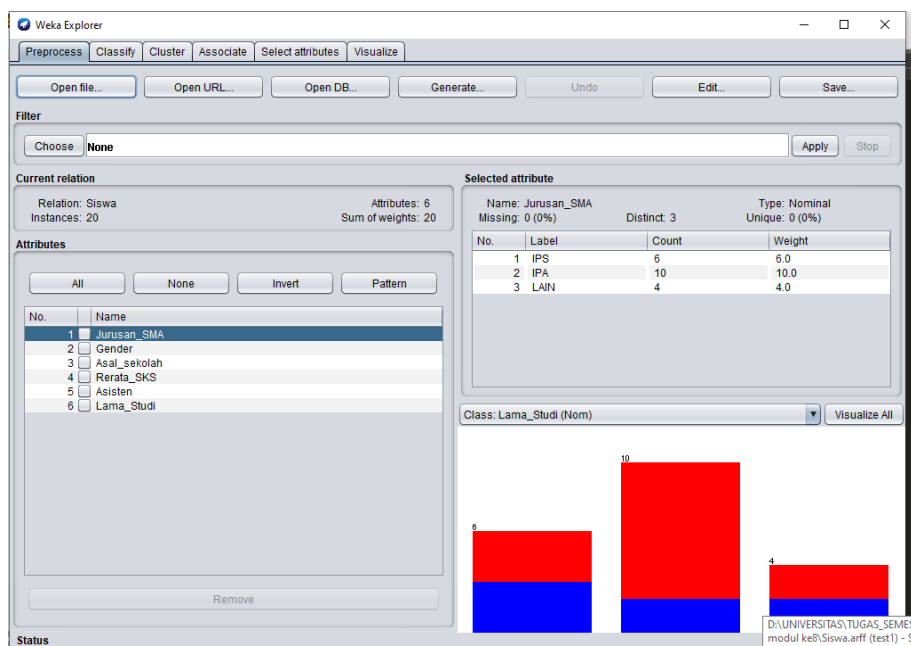 Weka Explorer
Preprocess Classify Cluster Associate Select attributes Visualize
Open file... Open URL... Open DB... Generate... Undo Edit... Save...
Filter
Choose None Apply Stop
Current relation
Relation: Siswa Attributes: 6
Instances: 20 Sum of weights: 20
Attributes
All None Invert Pattern
No. Name
1 Jurusan_SMA
2 Gender
3 Asal_sekolah
4 Rerata_SKS
5 Asisten
6 Lama_Studi
Remove
Status
Selected attribute
Name: Jurusan_SMA Type: Nominal
Missing: 0 (0%) Distinct: 3 Unique: 0 (0%)
No. Label Count Weight
1 IPS 6 6.0
2 IPA 10 10.0
3 LAIN 4 4.0
Class: Lama_Studi (Nom) Visualize All
10
6
4
D:\UNIVERSITAS\TUGAS_SEMES
modul ke8\Siswa.arff (test1) - S